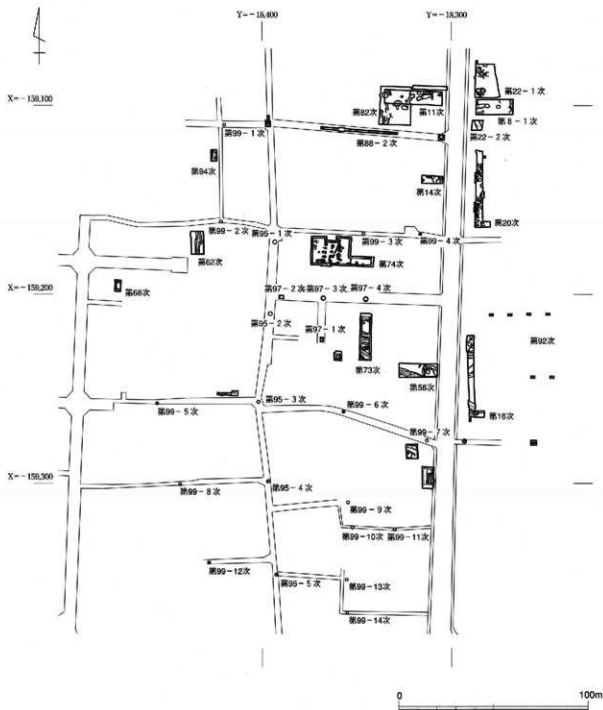 Y=-18,400
Y=-18,300
X=-159,100
第22-1次
第82次
第11次
第8-1次
第99-1次
第22-2次
第88-2次
第94次
第14次
第20次
第99-2次
第95-1次
第99-3次
第99-4次
第62次
第74次
第68次
X=-159,200
第97-2次
第97-3次
第97-4次
第95-2次
第97-1次
第92次
第73次
第58次
第95-3次
第99-5次
第99-6次
第16次
第99-7次
X=-159,300
第99-8次
第95-4次
第99-9次
第99-10次
第99-11次
第99-12次
第95-5次
第99-13次
第99-14次
0
100m